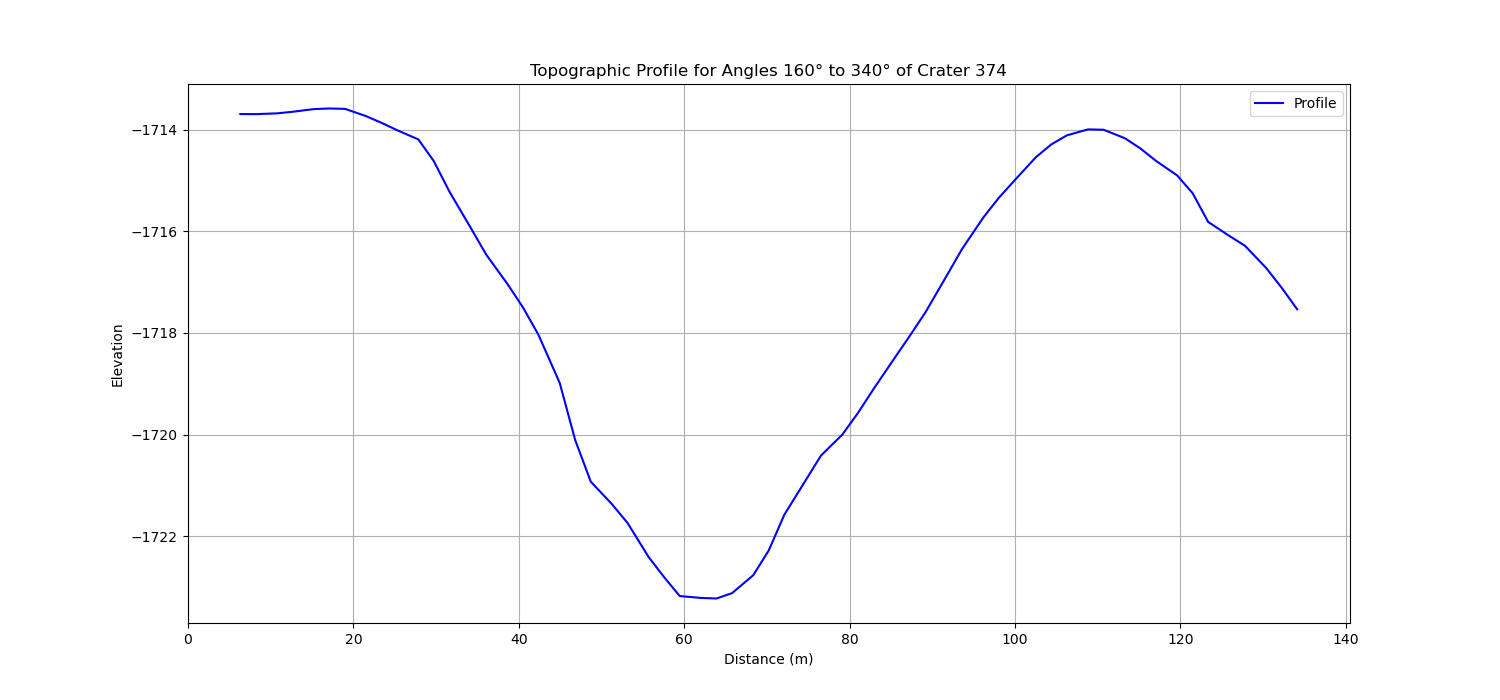 Topographic Profile for Angles 160° to 340° of Crater 374
Profile
−1714
−1716
−1718
−1720
−1722
Elevation
0 20 40 60 80 100 120 140
Distance (m)